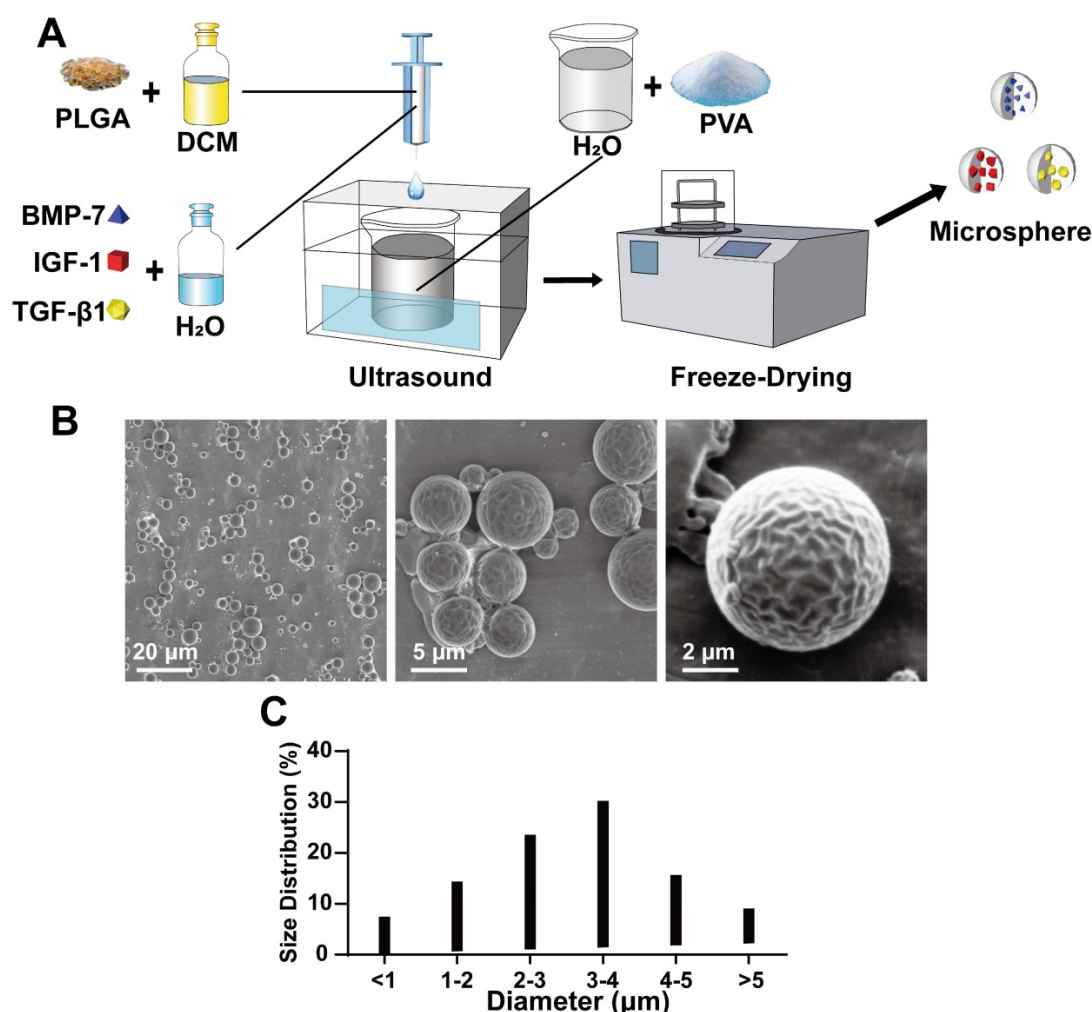 A
PLGA
+
DCM
H₂O
+
PVA
BMP-7
IGF-1
TGF-β1
+
H₂O
Ultrasound
Freeze-Drying
Microsphere
B
20 μm
5 μm
2 μm
C
Size Distribution (%)
40
30
20
10
0
<1 1-2 2-3 3-4 4-5 >5
Diameter (μm)